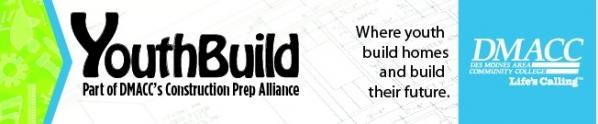 YouthBuild
Part of DMACC's Construction Prep Alliance
Where youth
build homes
and build
their future.
DMACC
DES MOINES AREA
COMMUNITY COLLEGE
Life's Calling™